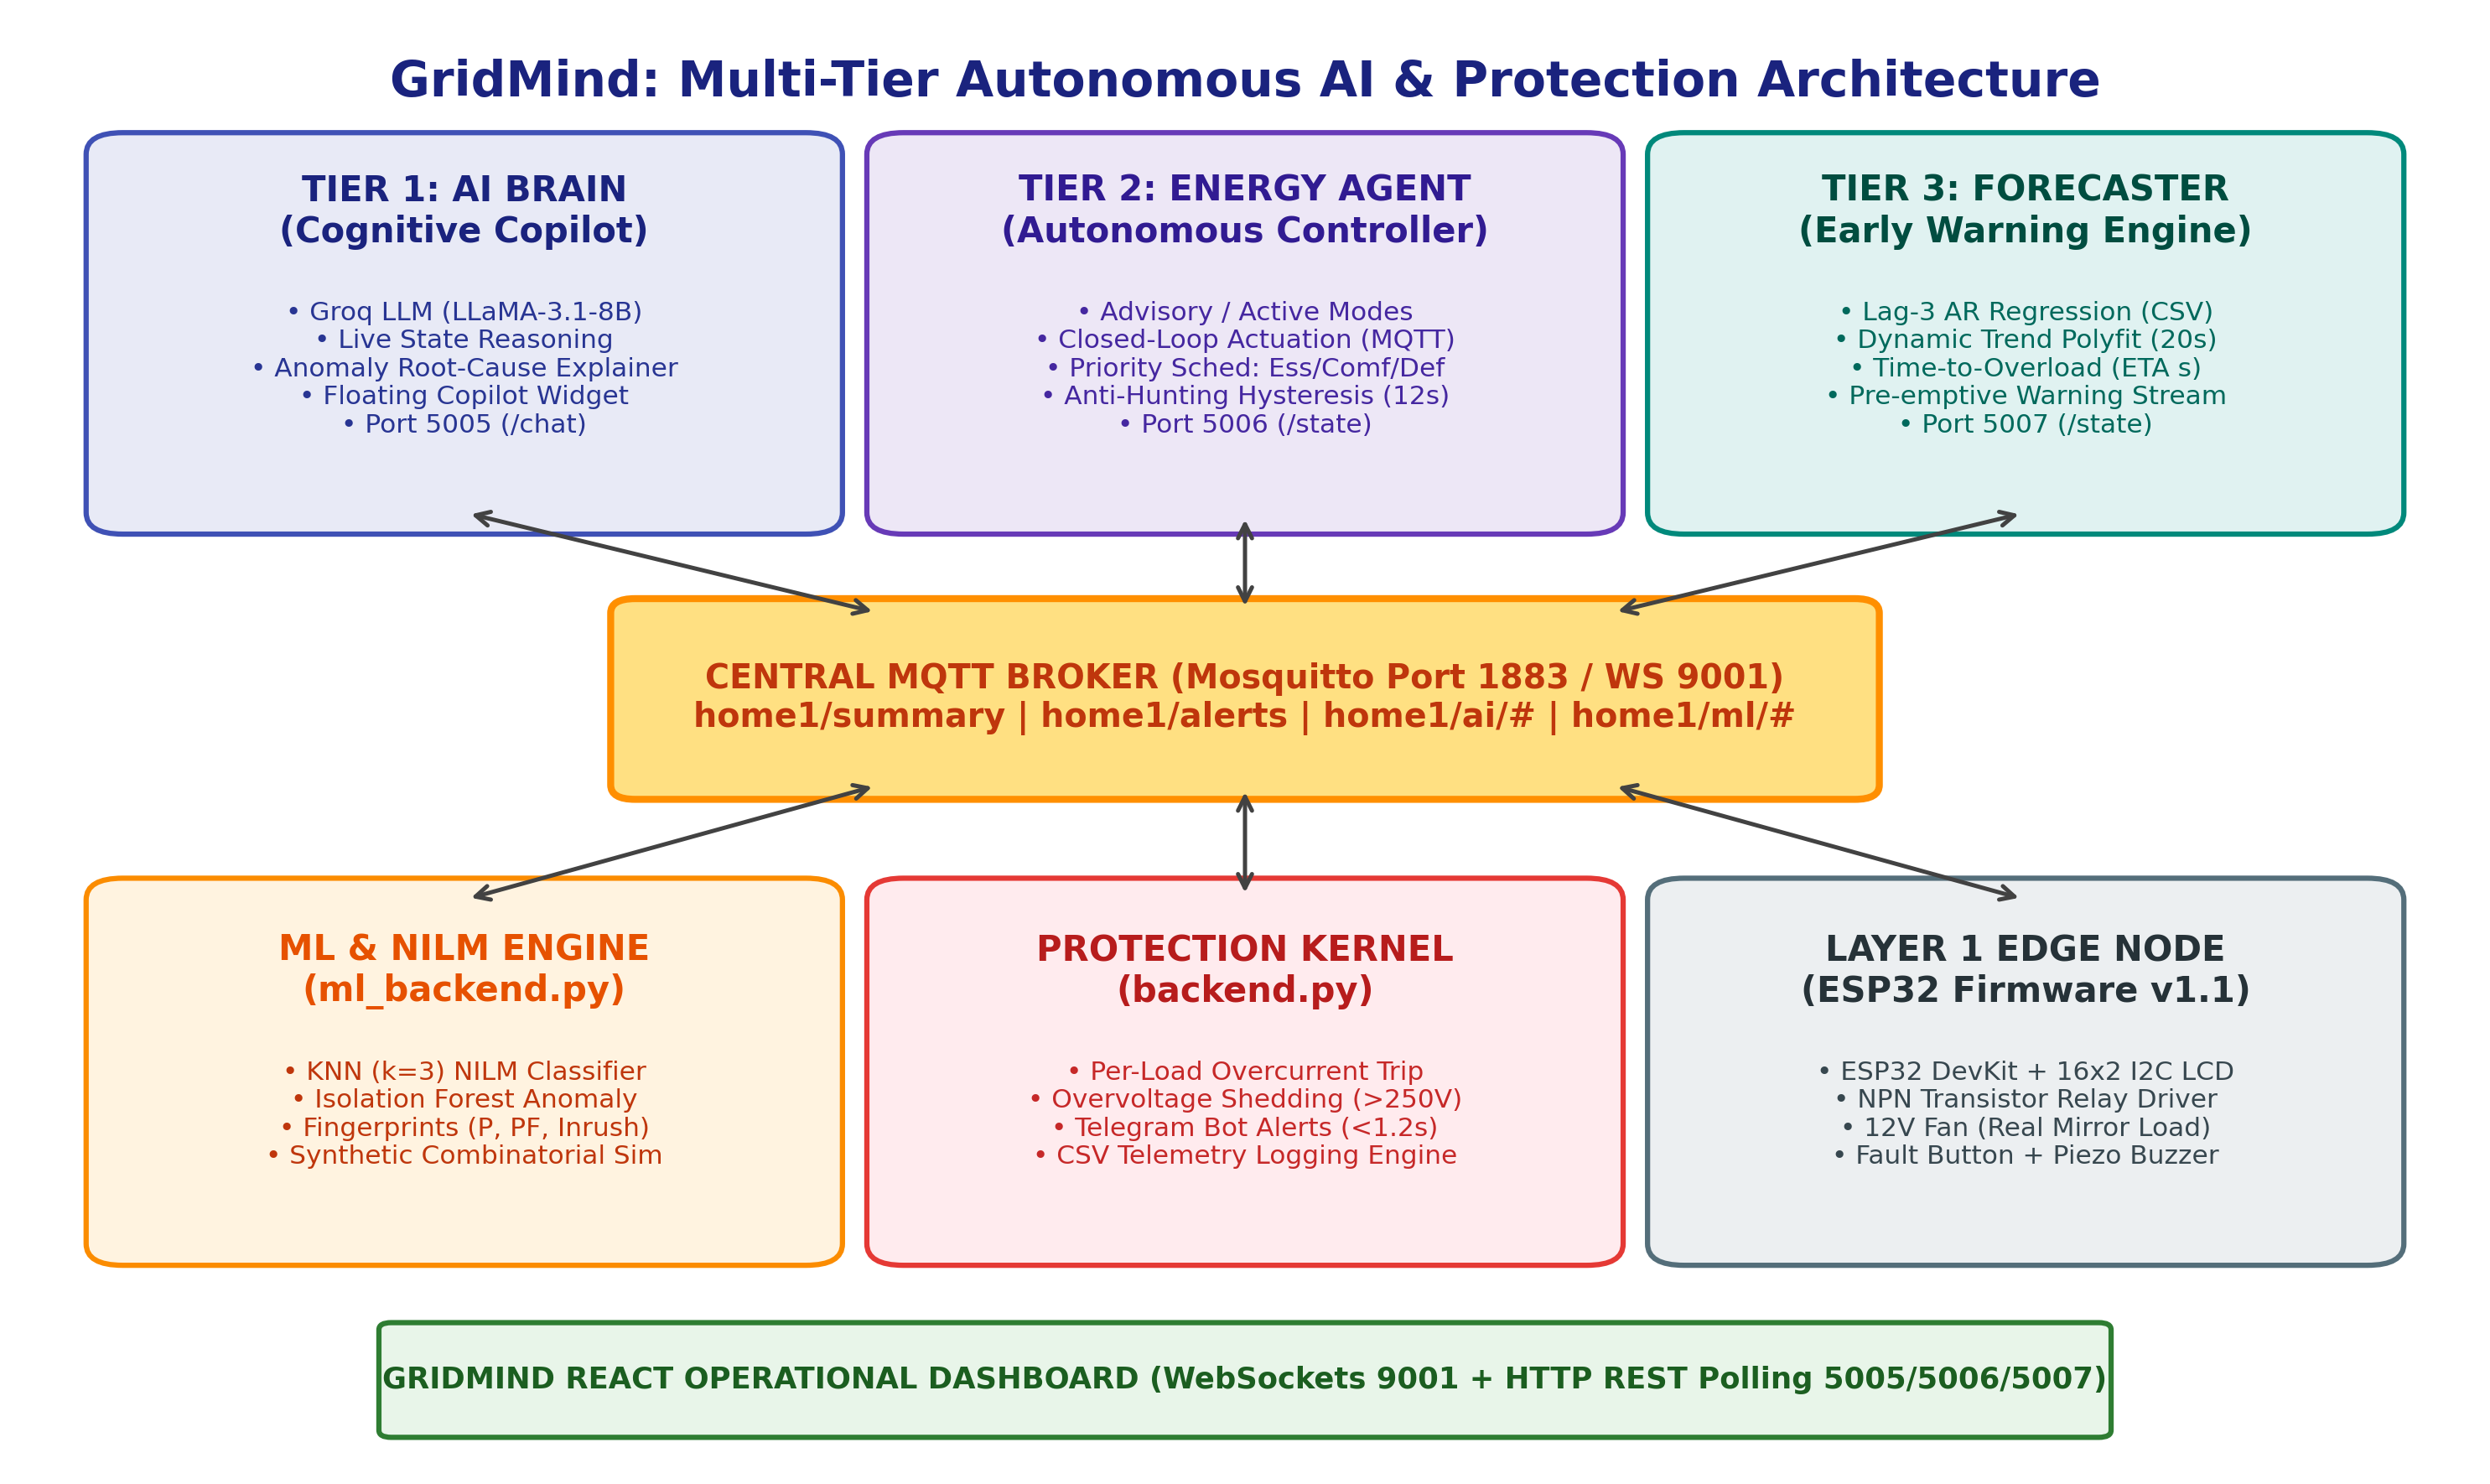 GridMind: Multi-Tier Autonomous AI & Protection Architecture
TIER 1: AI BRAIN
(Cognitive Copilot)
• Groq LLM (LLaMA-3.1-8B)
• Live State Reasoning
• Anomaly Root-Cause Explainer
• Floating Copilot Widget
• Port 5005 (/chat)
TIER 2: ENERGY AGENT
(Autonomous Controller)
• Advisory / Active Modes
• Closed-Loop Actuation (MQTT)
• Priority Sched: Ess/Comf/Def
• Anti-Hunting Hysteresis (12s)
• Port 5006 (/state)
TIER 3: FORECASTER
(Early Warning Engine)
• Lag-3 AR Regression (CSV)
• Dynamic Trend Polyfit (20s)
• Time-to-Overload (ETA s)
• Pre-emptive Warning Stream
• Port 5007 (/state)
CENTRAL MQTT BROKER (Mosquitto Port 1883 / WS 9001)
home1/summary | home1/alerts | home1/ai/# | home1/ml/#
ML & NILM ENGINE
(ml_backend.py)
• KNN (k=3) NILM Classifier
• Isolation Forest Anomaly
• Fingerprints (P, PF, Inrush)
• Synthetic Combinatorial Sim
PROTECTION KERNEL
(backend.py)
• Per-Load Overcurrent Trip
• Overvoltage Shedding (>250V)
• Telegram Bot Alerts (<1.2s)
• CSV Telemetry Logging Engine
LAYER 1 EDGE NODE
(ESP32 Firmware v1.1)
• ESP32 DevKit + 16x2 I2C LCD
• NPN Transistor Relay Driver
• 12V Fan (Real Mirror Load)
• Fault Button + Piezo Buzzer
GRIDMIND REACT OPERATIONAL DASHBOARD (WebSockets 9001 + HTTP REST Polling 5005/5006/5007)